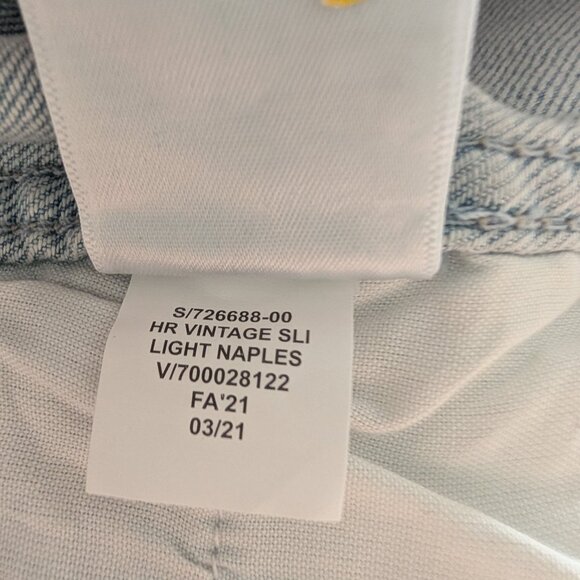 S/726688-00
HR VINTAGE SLI
LIGHT NAPLES
V/700028122
FA'21
03/21